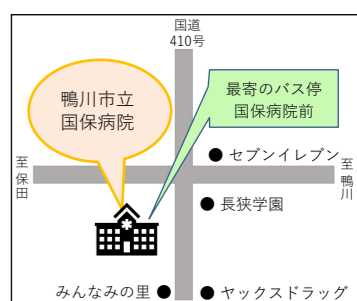 国道
410号
鴨川市立
国保病院
最寄のバス停
国保病院前
至保田
セブンイレブン
至鴨川
長狭学園
みんなみの里
ヤックスドラッグ